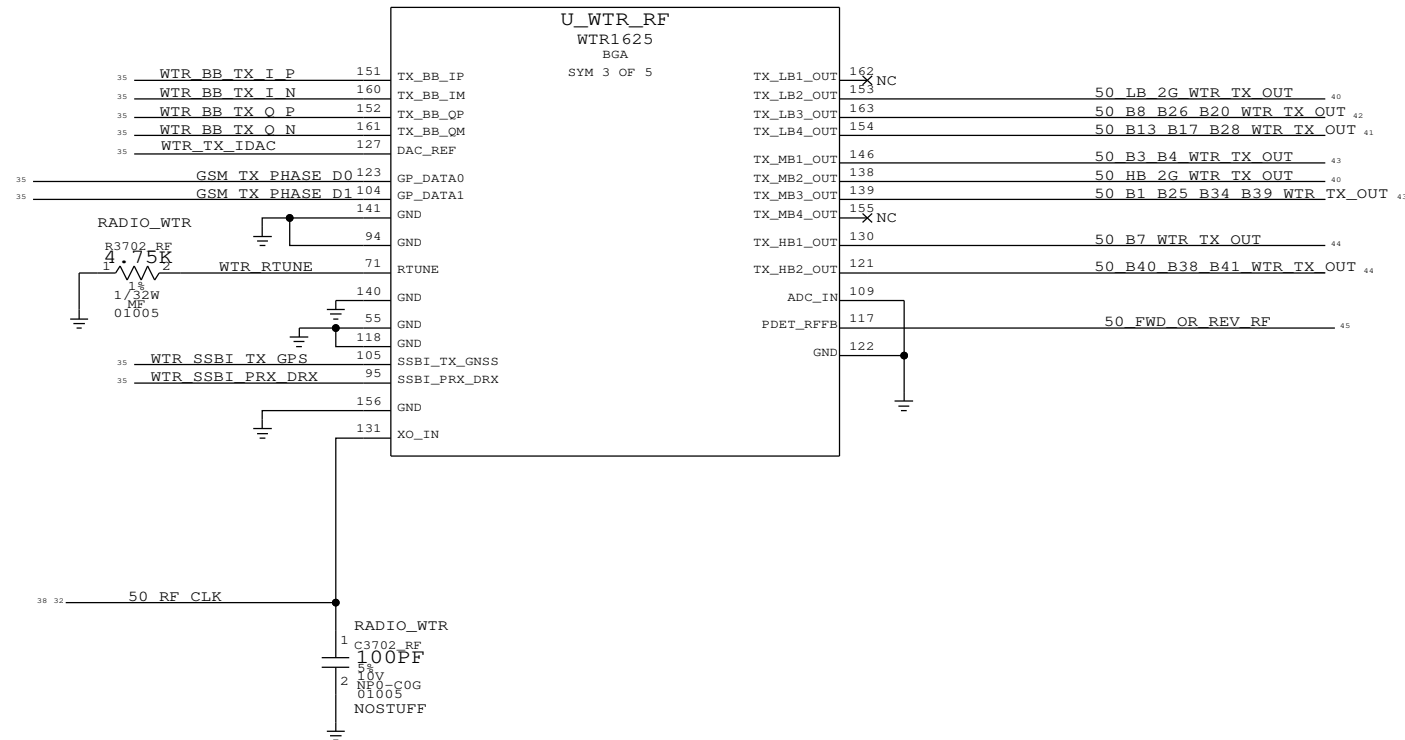 U_WTR_RF
WTR1625
BGA
SYM 3 OF 5
35 WTR_BB_TX_I_P 151 TX_BB_IP
35 WTR_BB_TX_I_N 160 TX_BB_IM
35 WTR_BB_TX_Q_P 152 TX_BB_QP
35 WTR_BB_TX_Q_N 161 TX_BB_QM
35 WTR_TX_IDAC 127 DAC_REF
35 GSM_TX_PHASE_D0 123 GP_DATA0
35 GSM_TX_PHASE_D1 104 GP_DATA1
141 GND
94 GND
RADIO_WTR
R3702_RF
4.75K
1 2 WTR_RTUNE 71 RTUNE
1%
1/32W
MF
01005
140 GND
55 GND
118 GND
35 WTR_SSBI_TX_GPS 105 SSBI_TX_GNSS
35 WTR_SSBI_PRX_DRX 95 SSBI_PRX_DRX
156 GND
131 XO_IN
TX_LB1_OUT 162 NC
TX_LB2_OUT 153 50_LB_2G_WTR_TX_OUT 40
TX_LB3_OUT 163 50_B8_B26_B20_WTR_TX_OUT 42
TX_LB4_OUT 154 50_B13_B17_B28_WTR_TX_OUT 41
TX_MB1_OUT 146 50_B3_B4_WTR_TX_OUT 43
TX_MB2_OUT 138 50_HB_2G_WTR_TX_OUT 40
TX_MB3_OUT 139 50_B1_B25_B34_B39_WTR_TX_OUT 43
TX_MB4_OUT 155 NC
TX_HB1_OUT 130 50_B7_WTR_TX_OUT 44
TX_HB2_OUT 121 50_B40_B38_B41_WTR_TX_OUT 44
ADC_IN 109
PDET_RFFB 117 50_FWD_OR_REV_RF 45
GND 122
38 32 50_RF_CLK
RADIO_WTR
1 C3702_RF
100PF
5%
10V
2 NP0-C0G
01005
NOSTUFF